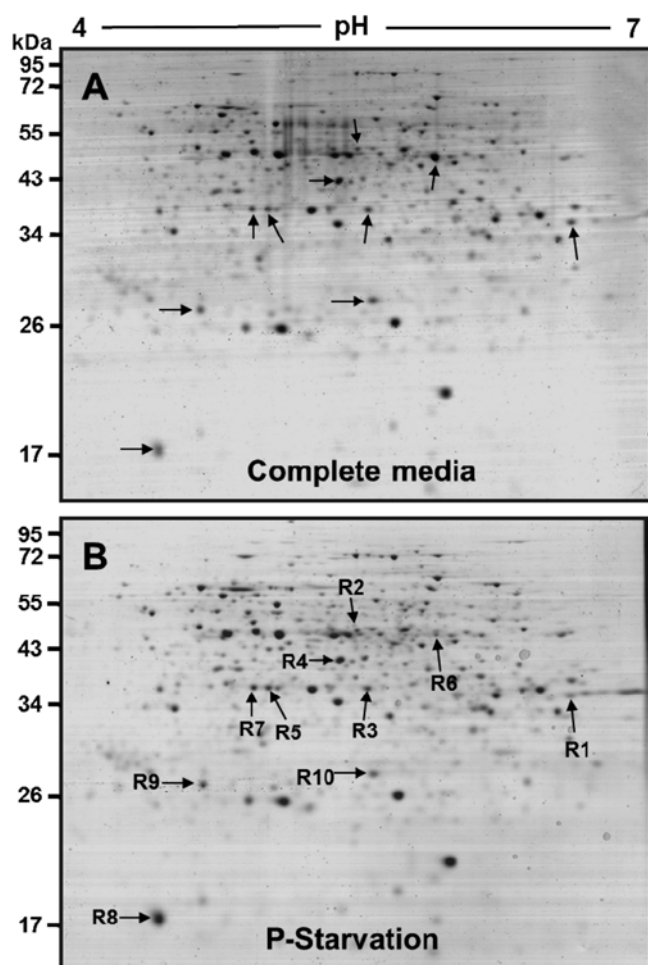 4 pH 7
kDa
95
72
A
55
43
34
26
17
Complete media
95
72
B
R2
55
43
R4
R6
34
R7 R5 R3
R1
R10
R9
26
R8
17
P-Starvation